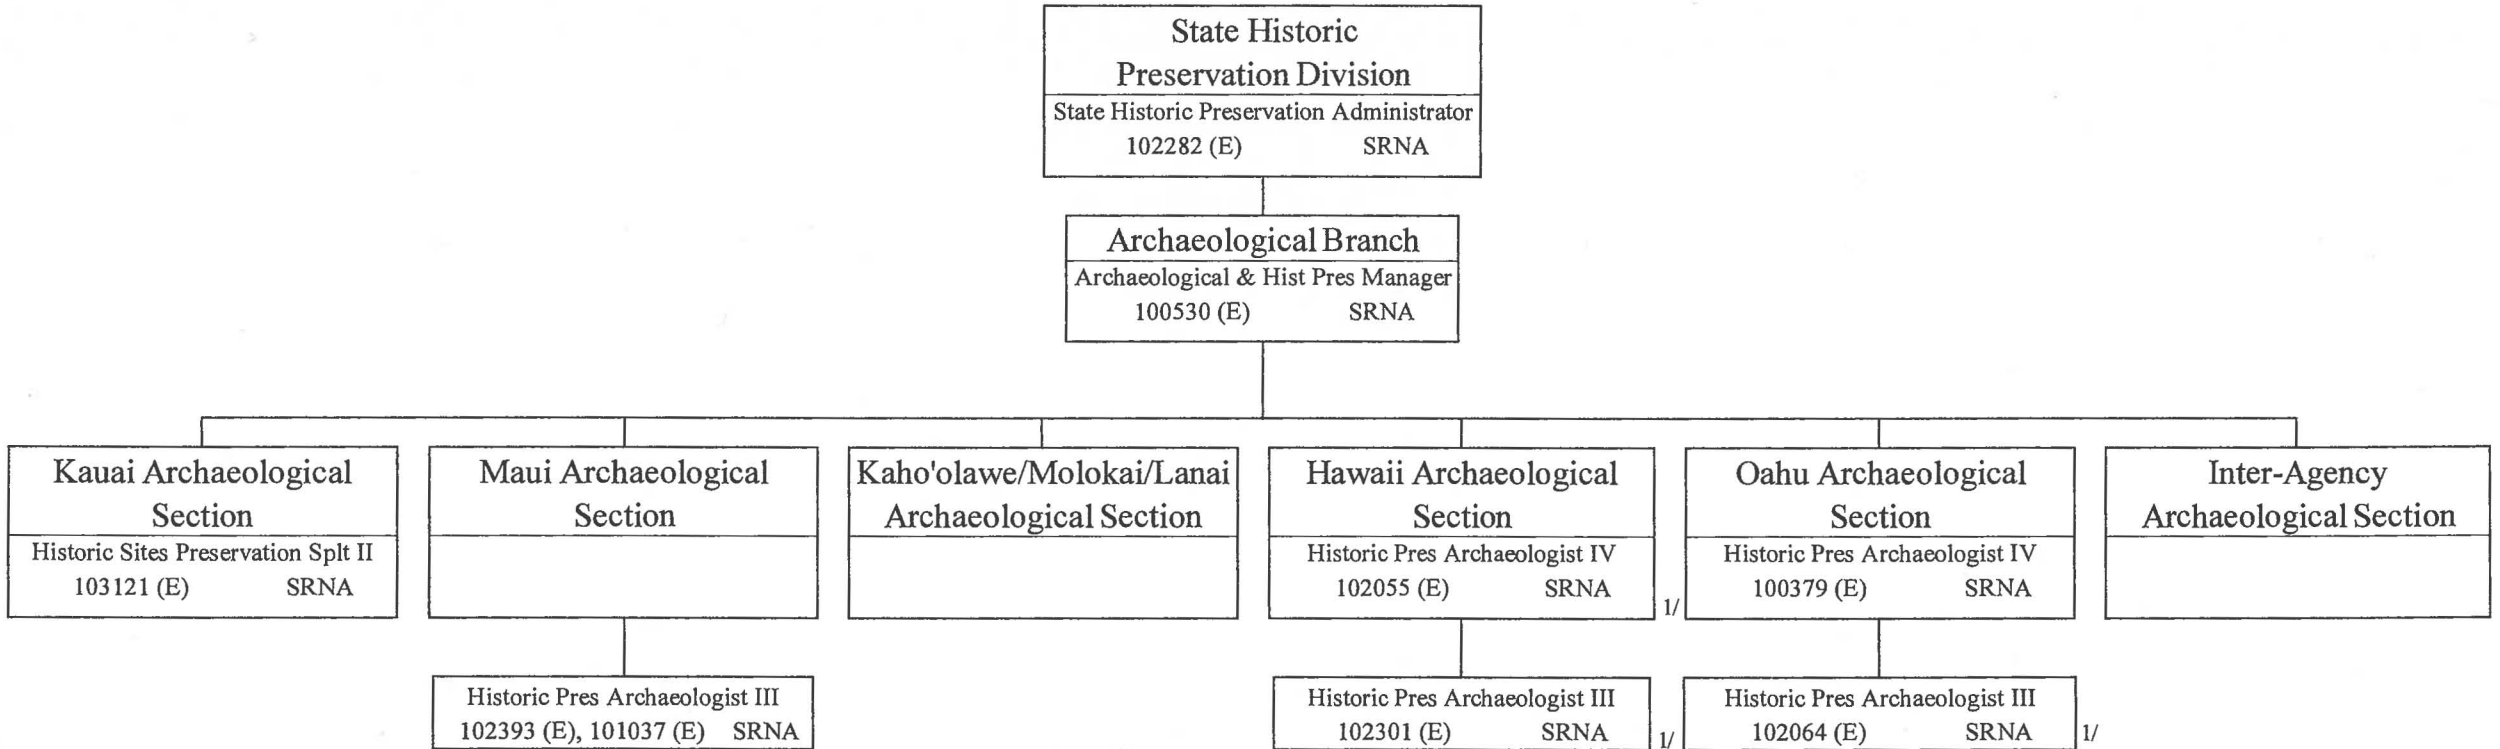 State Historic
Preservation Division
State Historic Preservation Administrator
102282 (E) SRNA
Archaeological Branch
Archaeological & Hist Pres Manager
100530 (E) SRNA
Kauai Archaeological
Section
Historic Sites Preservation Splt II
103121 (E) SRNA
Maui Archaeological
Section
Historic Pres Archaeologist III
102393 (E), 101037 (E) SRNA
Kaho'olawe/Molokai/Lanai
Archaeological Section
Hawaii Archaeological
Section
Historic Pres Archaeologist IV
102055 (E) SRNA
1/
Historic Pres Archaeologist III
102301 (E) SRNA
1/
Oahu Archaeological
Section
Historic Pres Archaeologist IV
100379 (E) SRNA
Historic Pres Archaeologist III
102064 (E) SRNA
1/
Inter-Agency
Archaeological Section